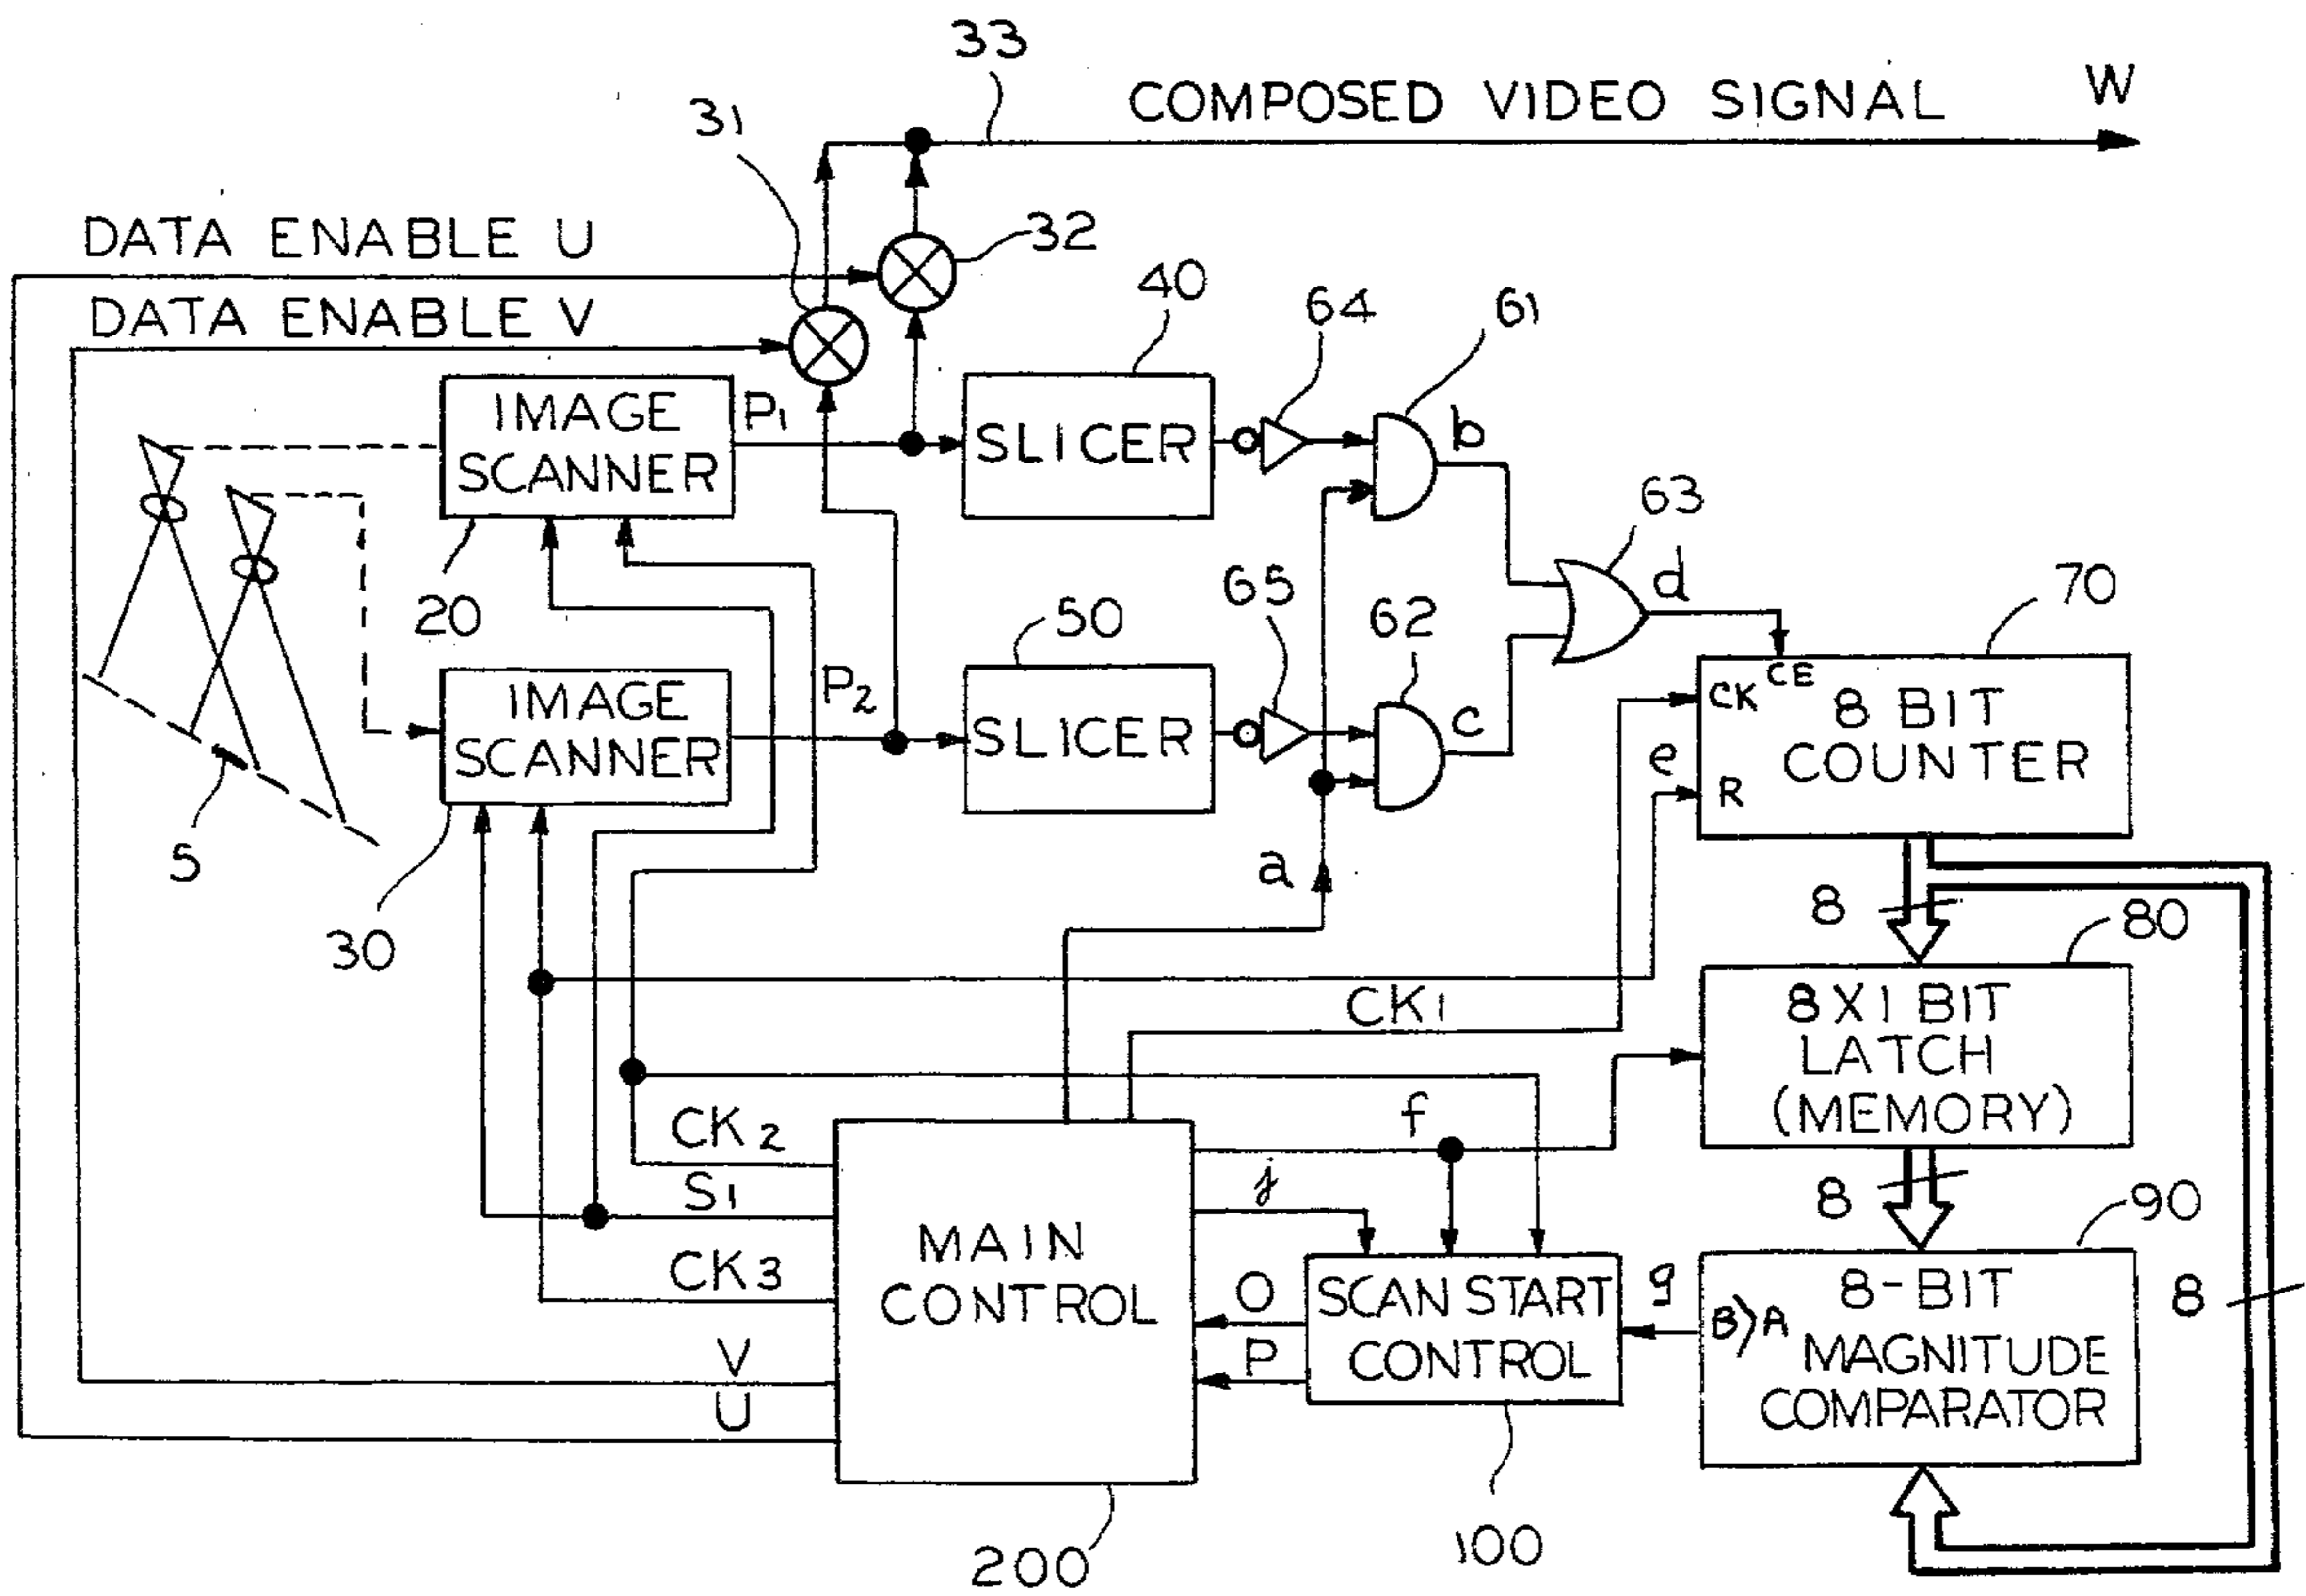 33
COMPOSED VIDEO SIGNAL W
31
DATA ENABLE U
32
DATA ENABLE V
40
64
61
IMAGE
SCANNER
P1
SLICER
b
63
d
20
65
50
62
70
IMAGE
SCANNER
P2
SLICER
c
CK
CE
8 BIT
COUNTER
e
R
5
a
30
8
80
CK1
8X1 BIT
LATCH
(MEMORY)
f
CK2
S1
j
8
90
MAIN
CONTROL
CK3
O
SCAN START
CONTROL
g
B>A
8-BIT
MAGNITUDE
COMPARATOR
8
P
V
U
200
100